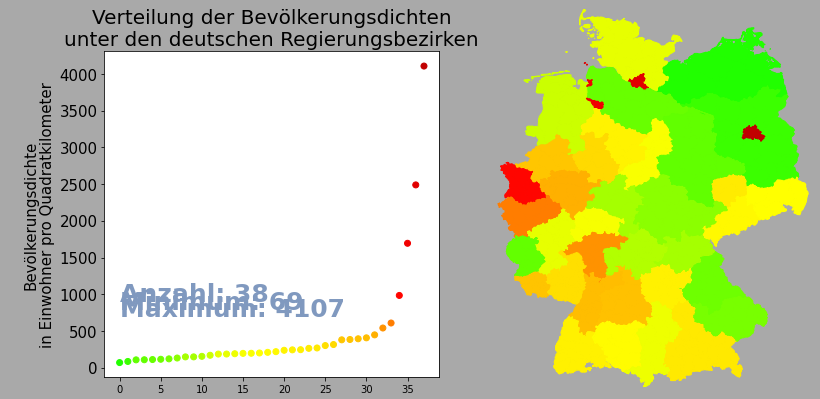 Verteilung der Bevölkerungsdichten
unter den deutschen Regierungsbezirken
Bevölkerungsdichte
in Einwohner pro Quadratkilometer
4000
3500
3000
2500
2000
1500
1000
500
0
Anzahl: 38
Minimum: 69
Maximum: 4107
0 5 10 15 20 25 30 35